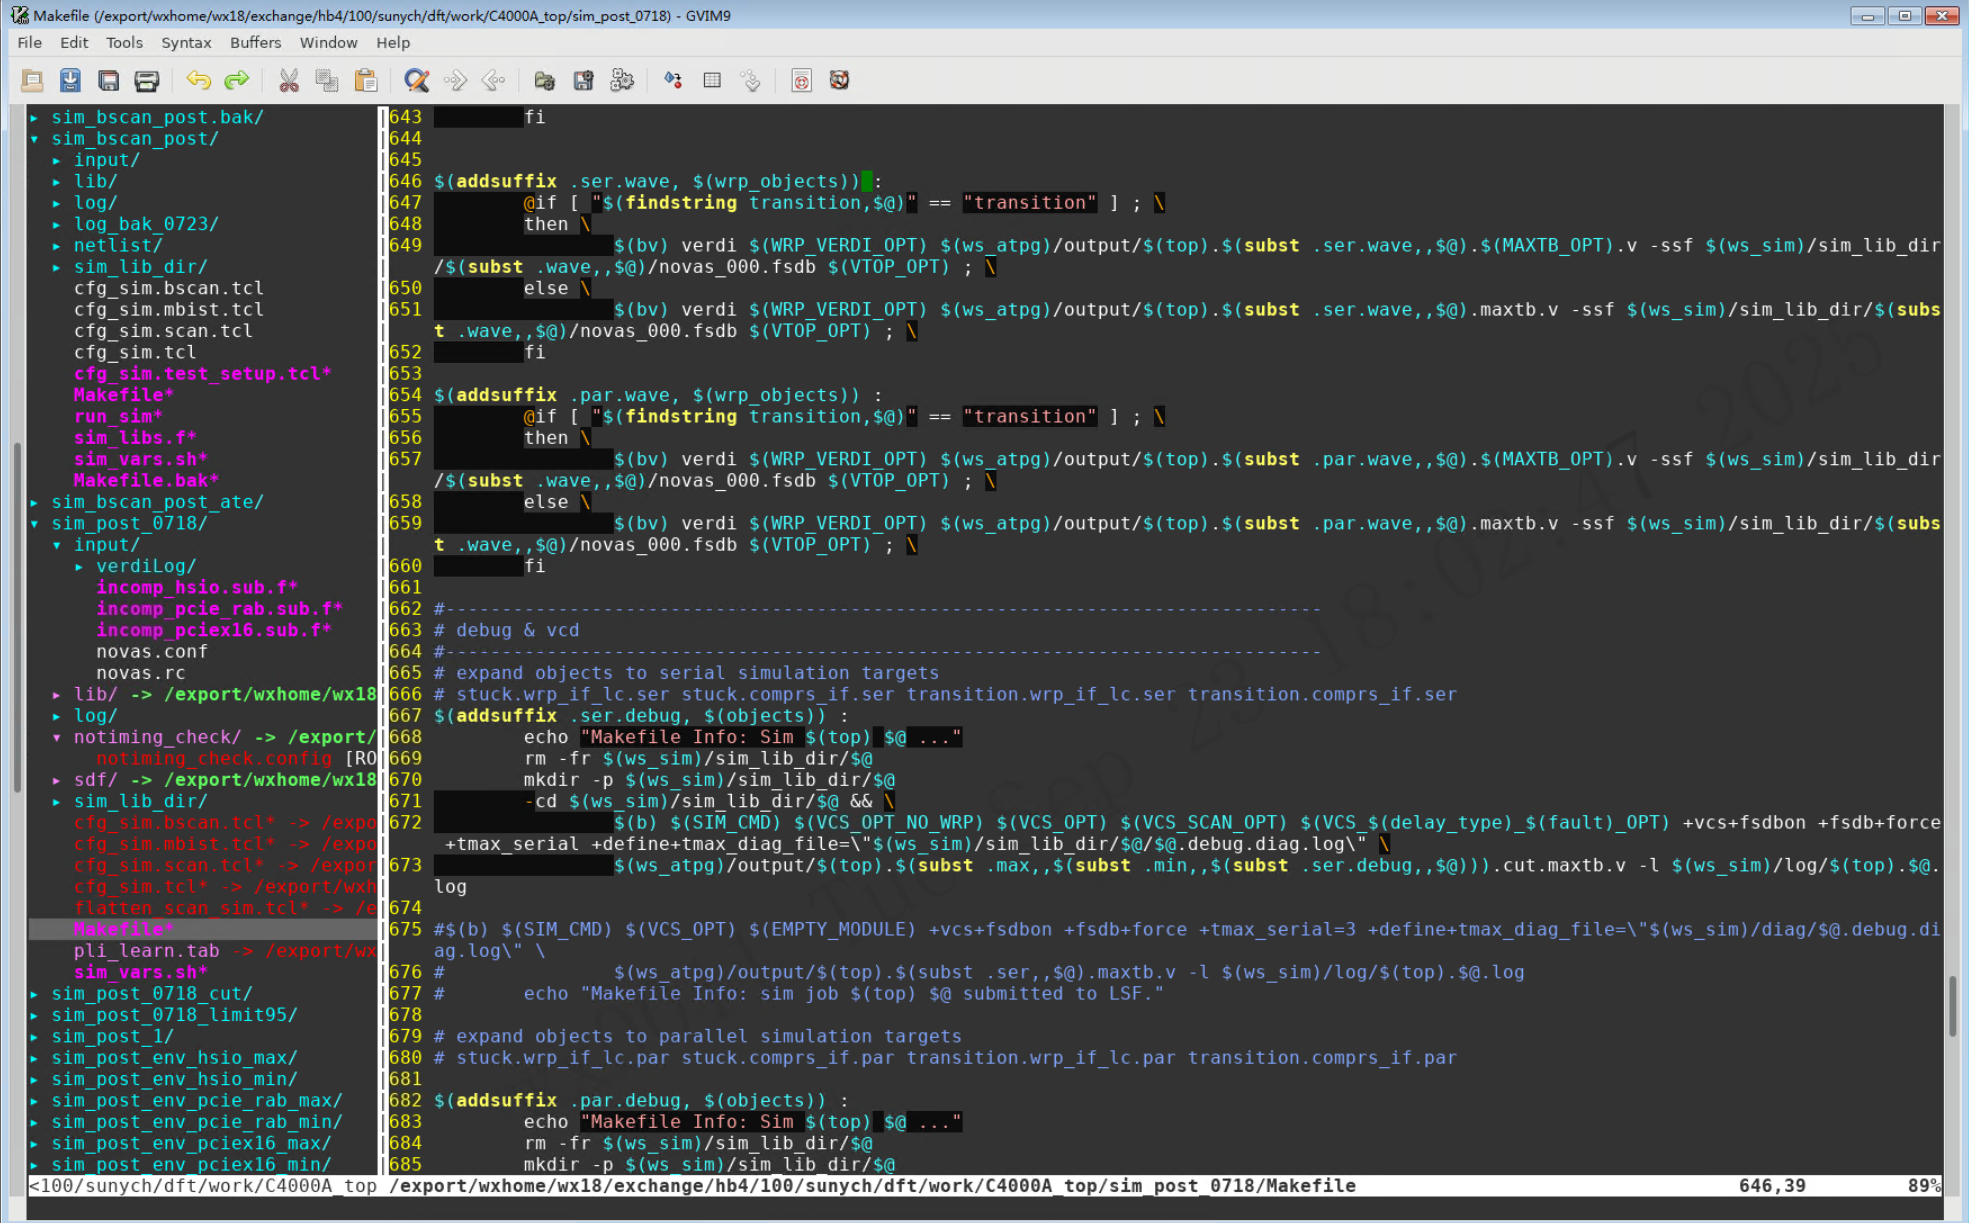 Makefile (/export/wxhome/wx18/exchange/hb4/100/sunych/dft/work/C4000A_top/sim_post_0718) - GVIM9
File Edit Tools Syntax Buffers Window Help
▸ sim_bscan_post.bak/
▾ sim_bscan_post/
▸ input/
▸ lib/
▸ log/
▸ log_bak_0723/
▸ netlist/
▸ sim_lib_dir/
cfg_sim.bscan.tcl
cfg_sim.mbist.tcl
cfg_sim.scan.tcl
cfg_sim.tcl
cfg_sim.test_setup.tcl*
Makefile*
run_sim*
sim_libs.f*
sim_vars.sh*
Makefile.bak*
▸ sim_bscan_post_ate/
▾ sim_post_0718/
▾ input/
▸ verdiLog/
incomp_hsio.sub.f*
incomp_pcie_rab.sub.f*
incomp_pciex16.sub.f*
novas.conf
novas.rc
▸ lib/ -> /export/wxhome/wx18
▸ log/
▾ notiming_check/ -> /export/
notiming_check.config [RO
▸ sdf/ -> /export/wxhome/wx18
▸ sim_lib_dir/
cfg_sim.bscan.tcl* -> /expo
cfg_sim.mbist.tcl* -> /expo
cfg_sim.scan.tcl* -> /expor
cfg_sim.tcl* -> /export/wxh
flatten_scan_sim.tcl* -> /e
Makefile*
pli_learn.tab -> /export/wx
sim_vars.sh*
▸ sim_post_0718_cut/
▸ sim_post_0718_limit95/
▸ sim_post_1/
▸ sim_post_env_hsio_max/
▸ sim_post_env_hsio_min/
▸ sim_post_env_pcie_rab_max/
▸ sim_post_env_pcie_rab_min/
▸ sim_post_env_pciex16_max/
▸ sim_post_env_pciex16_min/
643         fi
644
645
646 $(addsuffix .ser.wave, $(wrp_objects)) :
647         @if [ "$(findstring transition,$@)" == "transition" ] ; \
648         then \
649                 $(bv) verdi $(WRP_VERDI_OPT) $(ws_atpg)/output/$(top).$(subst .ser.wave,,$@).$(MAXTB_OPT).v -ssf $(ws_sim)/sim_lib_dir
/$(subst .wave,,$@)/novas_000.fsdb $(VTOP_OPT) ; \
650         else \
651                 $(bv) verdi $(WRP_VERDI_OPT) $(ws_atpg)/output/$(top).$(subst .ser.wave,,$@).maxtb.v -ssf $(ws_sim)/sim_lib_dir/$(subs
t .wave,,$@)/novas_000.fsdb $(VTOP_OPT) ; \
652         fi
653
654 $(addsuffix .par.wave, $(wrp_objects)) :
655         @if [ "$(findstring transition,$@)" == "transition" ] ; \
656         then \
657                 $(bv) verdi $(WRP_VERDI_OPT) $(ws_atpg)/output/$(top).$(subst .par.wave,,$@).$(MAXTB_OPT).v -ssf $(ws_sim)/sim_lib_dir
/$(subst .wave,,$@)/novas_000.fsdb $(VTOP_OPT) ; \
658         else \
659                 $(bv) verdi $(WRP_VERDI_OPT) $(ws_atpg)/output/$(top).$(subst .par.wave,,$@).maxtb.v -ssf $(ws_sim)/sim_lib_dir/$(subs
t .wave,,$@)/novas_000.fsdb $(VTOP_OPT) ; \
660         fi
661
662 #------------------------------------------------------------------------------
663 # debug & vcd
664 #------------------------------------------------------------------------------
665 # expand objects to serial simulation targets
666 # stuck.wrp_if_lc.ser stuck.comprs_if.ser transition.wrp_if_lc.ser transition.comprs_if.ser
667 $(addsuffix .ser.debug, $(objects)) :
668         echo "Makefile Info: Sim $(top) $@ ..."
669         rm -fr $(ws_sim)/sim_lib_dir/$@
670         mkdir -p $(ws_sim)/sim_lib_dir/$@
671         -cd $(ws_sim)/sim_lib_dir/$@ && \
672                 $(b) $(SIM_CMD) $(VCS_OPT_NO_WRP) $(VCS_OPT) $(VCS_SCAN_OPT) $(VCS_$(delay_type)_$(fault)_OPT) +vcs+fsdbon +fsdb+force
+tmax_serial +define+tmax_diag_file=\"$(ws_sim)/sim_lib_dir/$@/$@.debug.diag.log\" \
673                 $(ws_atpg)/output/$(top).$(subst .max,,$(subst .min,,$(subst .ser.debug,,$@))).cut.maxtb.v -l $(ws_sim)/log/$(top).$@.
log
674
675 #$(b) $(SIM_CMD) $(VCS_OPT) $(EMPTY_MODULE) +vcs+fsdbon +fsdb+force +tmax_serial=3 +define+tmax_diag_file=\"$(ws_sim)/diag/$@.debug.di
ag.log\" \
676 #               $(ws_atpg)/output/$(top).$(subst .ser,,$@).maxtb.v -l $(ws_sim)/log/$(top).$@.log
677 #       echo "Makefile Info: sim job $(top) $@ submitted to LSF."
678
679 # expand objects to parallel simulation targets
680 # stuck.wrp_if_lc.par stuck.comprs_if.par transition.wrp_if_lc.par transition.comprs_if.par
681
682 $(addsuffix .par.debug, $(objects)) :
683         echo "Makefile Info: Sim $(top) $@ ..."
684         rm -fr $(ws_sim)/sim_lib_dir/$@
685         mkdir -p $(ws_sim)/sim_lib_dir/$@
<100/sunych/dft/work/C4000A_top /export/wxhome/wx18/exchange/hb4/100/sunych/dft/work/C4000A_top/sim_post_0718/Makefile 646,39 89%
Tue Sep 23 18:02:47 2025